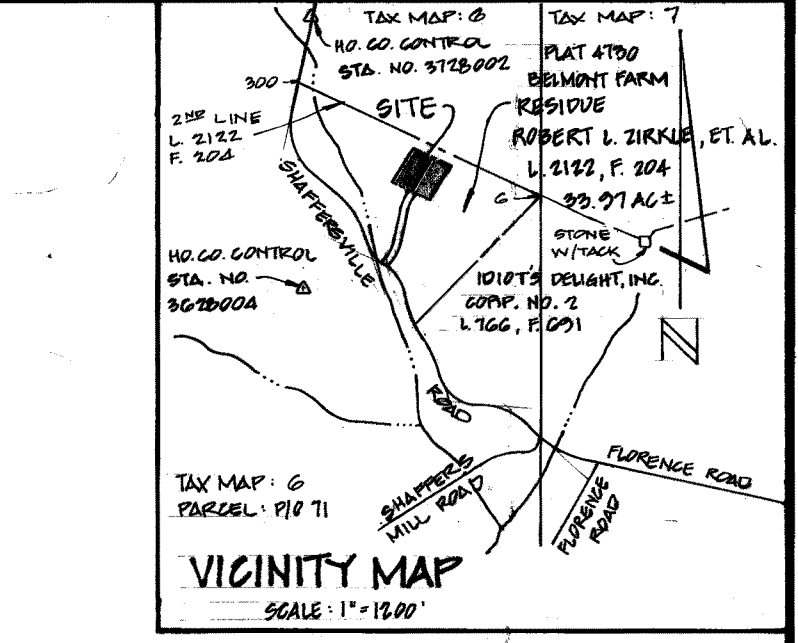 TAX MAP: 6
TAX MAP: 7
HO. CO. CONTROL
STA. NO. 3728002
PLAT 4730
BELMONT FARM
RESIDUE
ROBERT L. ZIRKLE, ET. AL.
L. 2122, F. 204
33.97 AC±
300
2ND LINE
L. 2122
F. 204
SITE
6
SHAFFERSVILLE
STONE
W/TACK
HO. CO. CONTROL
STA. NO.
3628004
IDIOT'S DELIGHT, INC.
CORP. NO. 2
L. 766, F. 691
N
ROAD
FLORENCE ROAD
SHAFFERS
MILL ROAD
FLORENCE
ROAD
TAX MAP: 6
PARCEL: P/O 71
VICINITY MAP
SCALE: 1"=1200'